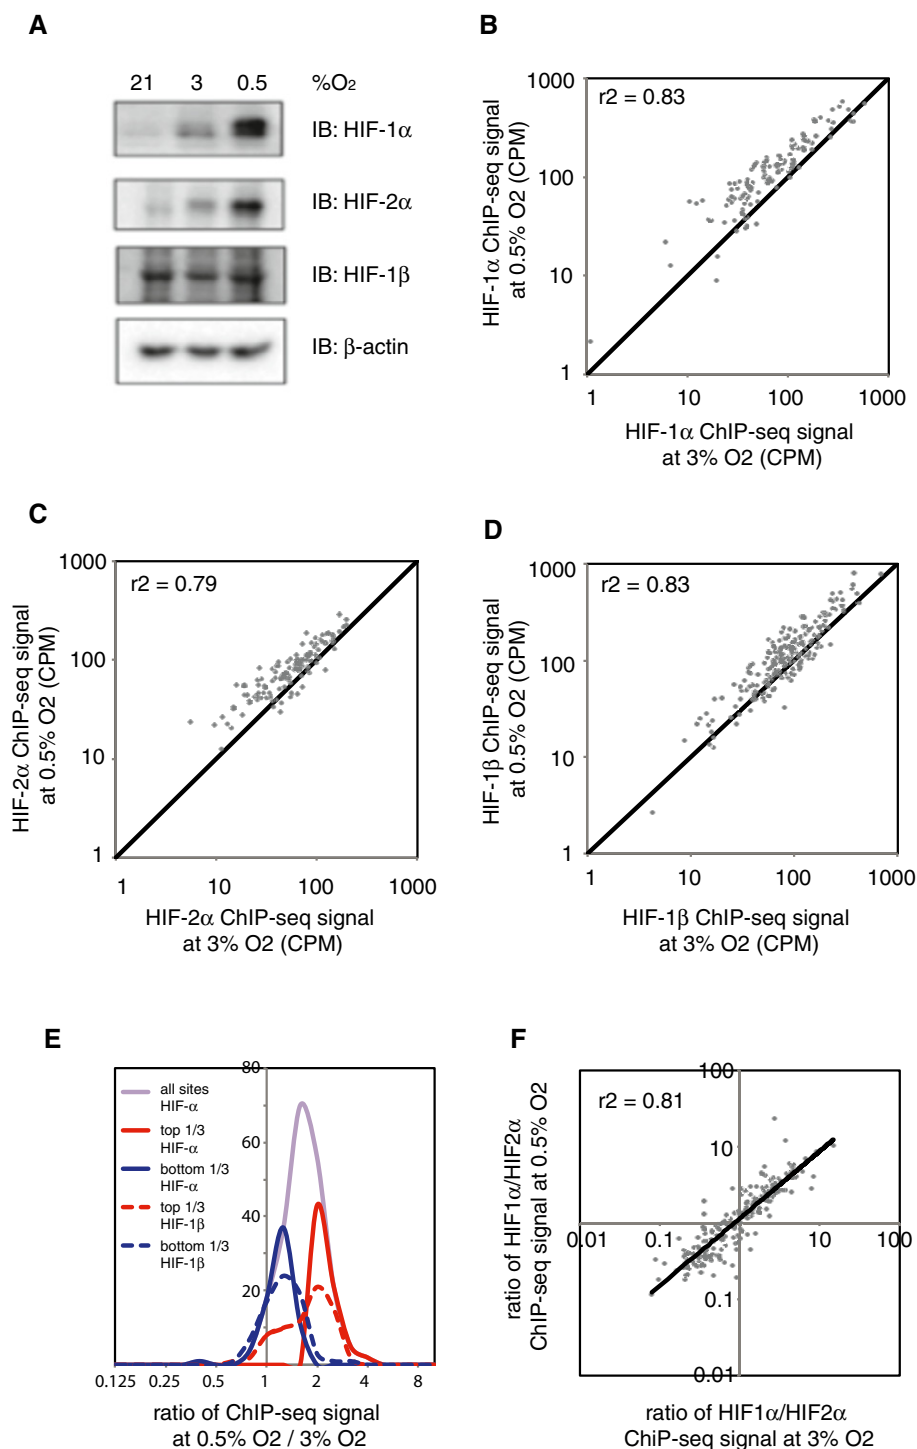 A
21 3 0.5 %O2
IB: HIF-1α
IB: HIF-2α
IB: HIF-1β
IB: β-actin
B
r2 = 0.83
1000
100
10
1
1 10 100 1000
HIF-1α ChIP-seq signal
at 0.5% O2 (CPM)
HIF-1α ChIP-seq signal
at 3% O2 (CPM)
C
r2 = 0.79
1000
100
10
1
1 10 100 1000
HIF-2α ChIP-seq signal
at 0.5% O2 (CPM)
HIF-2α ChIP-seq signal
at 3% O2 (CPM)
D
r2 = 0.83
1000
100
10
1
1 10 100 1000
HIF-1β ChIP-seq signal
at 0.5% O2 (CPM)
HIF-1β ChIP-seq signal
at 3% O2 (CPM)
E
80
60
40
20
all sites
HIF-α
top 1/3
HIF-α
bottom 1/3
HIF-α
top 1/3
HIF-1β
bottom 1/3
HIF-1β
0.125 0.25 0.5 1 2 4 8
ratio of ChIP-seq signal
at 0.5% O2 / 3% O2
F
r2 = 0.81
100
10
0.1
0.01
0.01 0.1 10 100
ratio of HIF1α/HIF2α
ChIP-seq signal at 0.5% O2
ratio of HIF1α/HIF2α
ChiP-seq signal at 3% O2